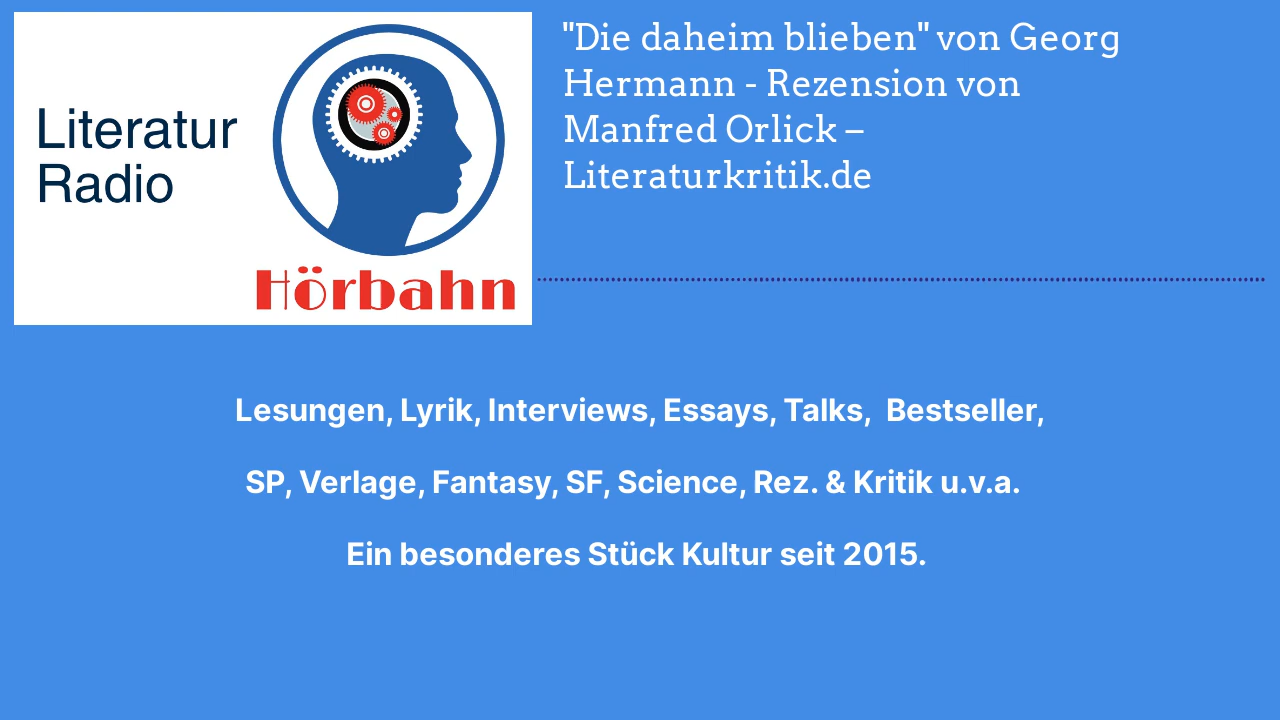 Literatur
Radio
Hörbahn
"Die daheim blieben" von Georg
Hermann - Rezension von
Manfred Orlick –
Literaturkritik.de
Lesungen, Lyrik, Interviews, Essays, Talks,  Bestseller,
SP, Verlage, Fantasy, SF, Science, Rez. & Kritik u.v.a.
Ein besonderes Stück Kultur seit 2015.